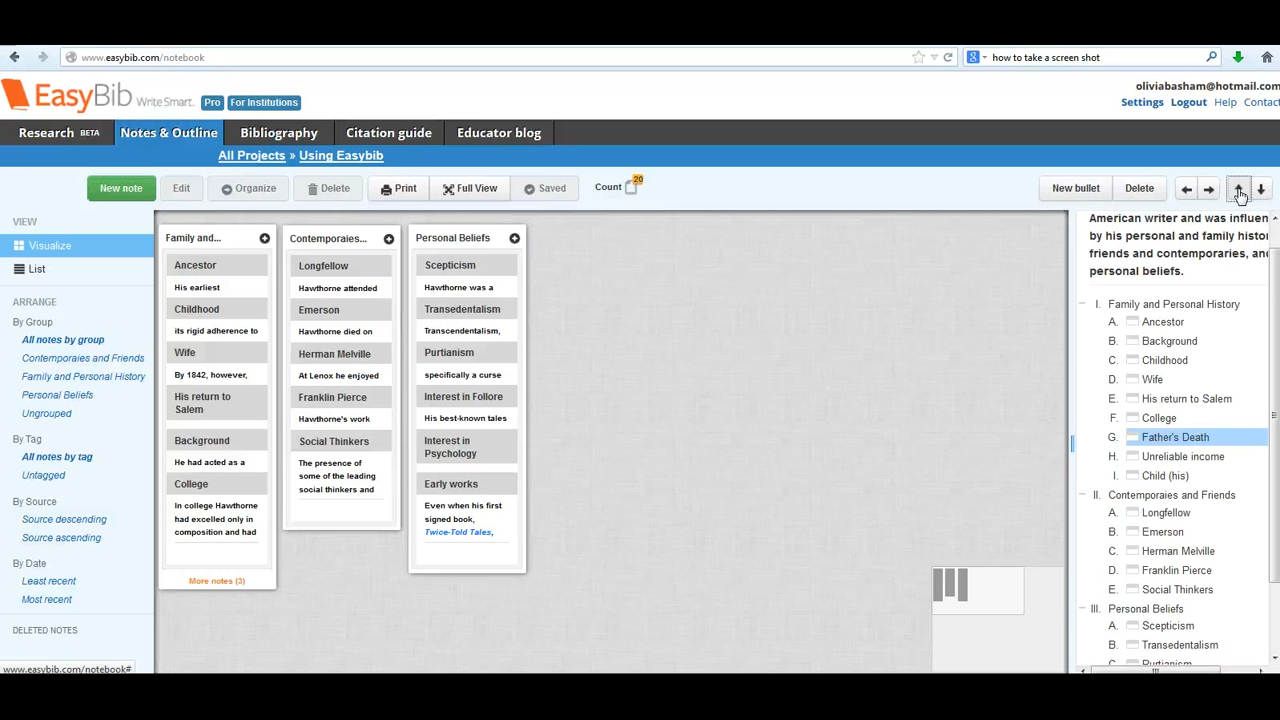 www.easybib.com/notebook
how to take a screen shot
EasyBib Write Smart. Pro For Institutions
oliviabasham@hotmail.com
Settings Logout Help Contact
Research BETA Notes & Outline Bibliography Citation guide Educator blog
All Projects » Using Easybib
New note Edit Organize Delete Print Full View Saved Count 20 New bullet Delete
VIEW
Visualize
List
ARRANGE
By Group
All notes by group
Contemporaies and Friends
Family and Personal History
Personal Beliefs
Ungrouped
By Tag
All notes by tag
Untagged
By Source
Source descending
Source ascending
By Date
Least recent
Most recent
DELETED NOTES
www.easybib.com/notebook#
Family and...
Ancestor
His earliest
Childhood
its rigid adherence to
Wife
By 1842, however,
His return to
Salem
Background
He had acted as a
College
In college Hawthorne
had excelled only in
composition and had
More notes (3)
Contemporaies...
Longfellow
Hawthorne attended
Emerson
Hawthorne died on
Herman Melville
At Lenox he enjoyed
Franklin Pierce
Hawthorne's work
Social Thinkers
The presence of
some of the leading
social thinkers and
Personal Beliefs
Scepticism
Hawthorne was a
Transedentalism
Transcendentalism,
Purtianism
specifically a curse
Interest in Follore
His best-known tales
Interest in
Psychology
Early works
Even when his first
signed book,
Twice-Told Tales,
American writer and was influen
by his personal and family histor
friends and contemporaries, and
personal beliefs.
I. Family and Personal History
A. Ancestor
B. Background
C. Childhood
D. Wife
E. His return to Salem
F. College
G. Father's Death
H. Unreliable income
I. Child (his)
II. Contemporaies and Friends
A. Longfellow
B. Emerson
C. Herman Melville
D. Franklin Pierce
E. Social Thinkers
III. Personal Beliefs
A. Scepticism
B. Transedentalism
C. Purtianism